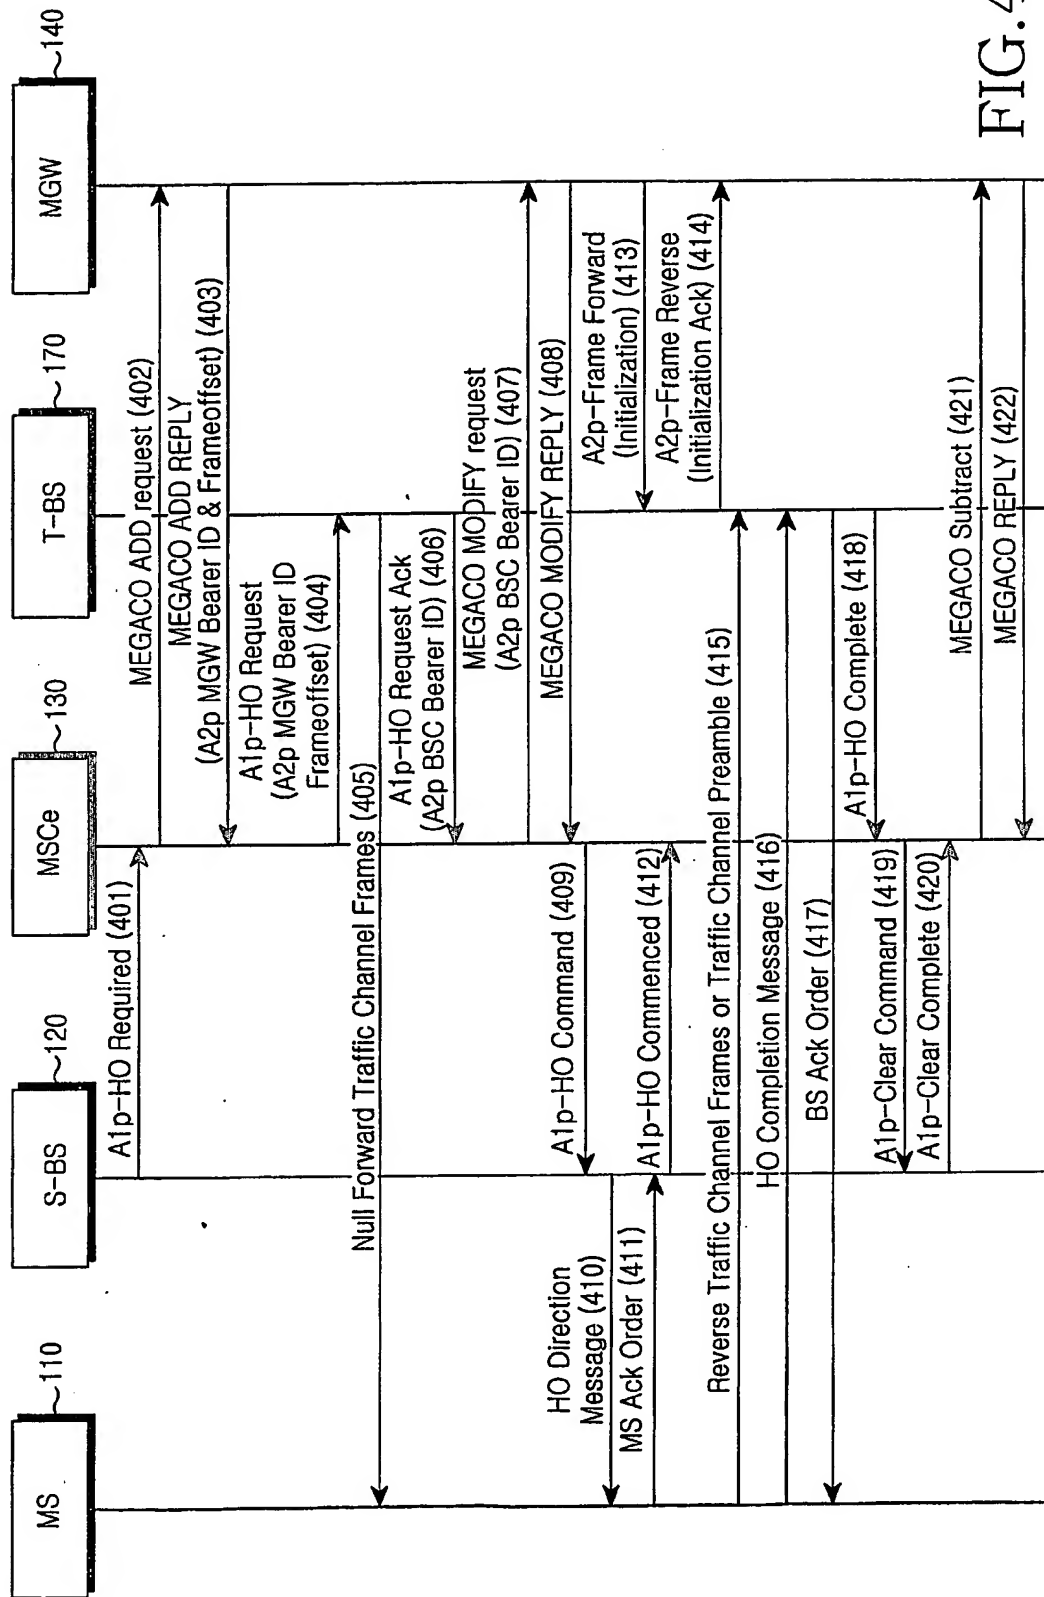 MS
110
S-BS
120
MSCe
130
T-BS
170
MGW
140
A1p-HO Required (401)
MEGACO ADD request (402)
MEGACO ADD REPLY
(A2p MGW Bearer ID & Frameoffset) (403)
A1p-HO Request
(A2p MGW Bearer ID
Frameoffset) (404)
Null Forward Traffic Channel Frames (405)
A1p-HO Request Ack
(A2p BSC Bearer ID) (406)
MEGACO MODIFY request
(A2p BSC Bearer ID) (407)
MEGACO MODIFY REPLY (408)
A1p-HO Command (409)
HO Direction
Message (410)
MS Ack Order (411)
A1p-HO Commenced (412)
A2p-Frame Forward
(Initialization) (413)
A2p-Frame Reverse
(Initialization Ack) (414)
Reverse Traffic Channel Frames or Traffic Channel Preamble (415)
HO Completion Message (416)
BS Ack Order (417)
A1p-HO Complete (418)
A1p-Clear Command (419)
A1p-Clear Complete (420)
MEGACO Subtract (421)
MEGACO REPLY (422)
FIG.4